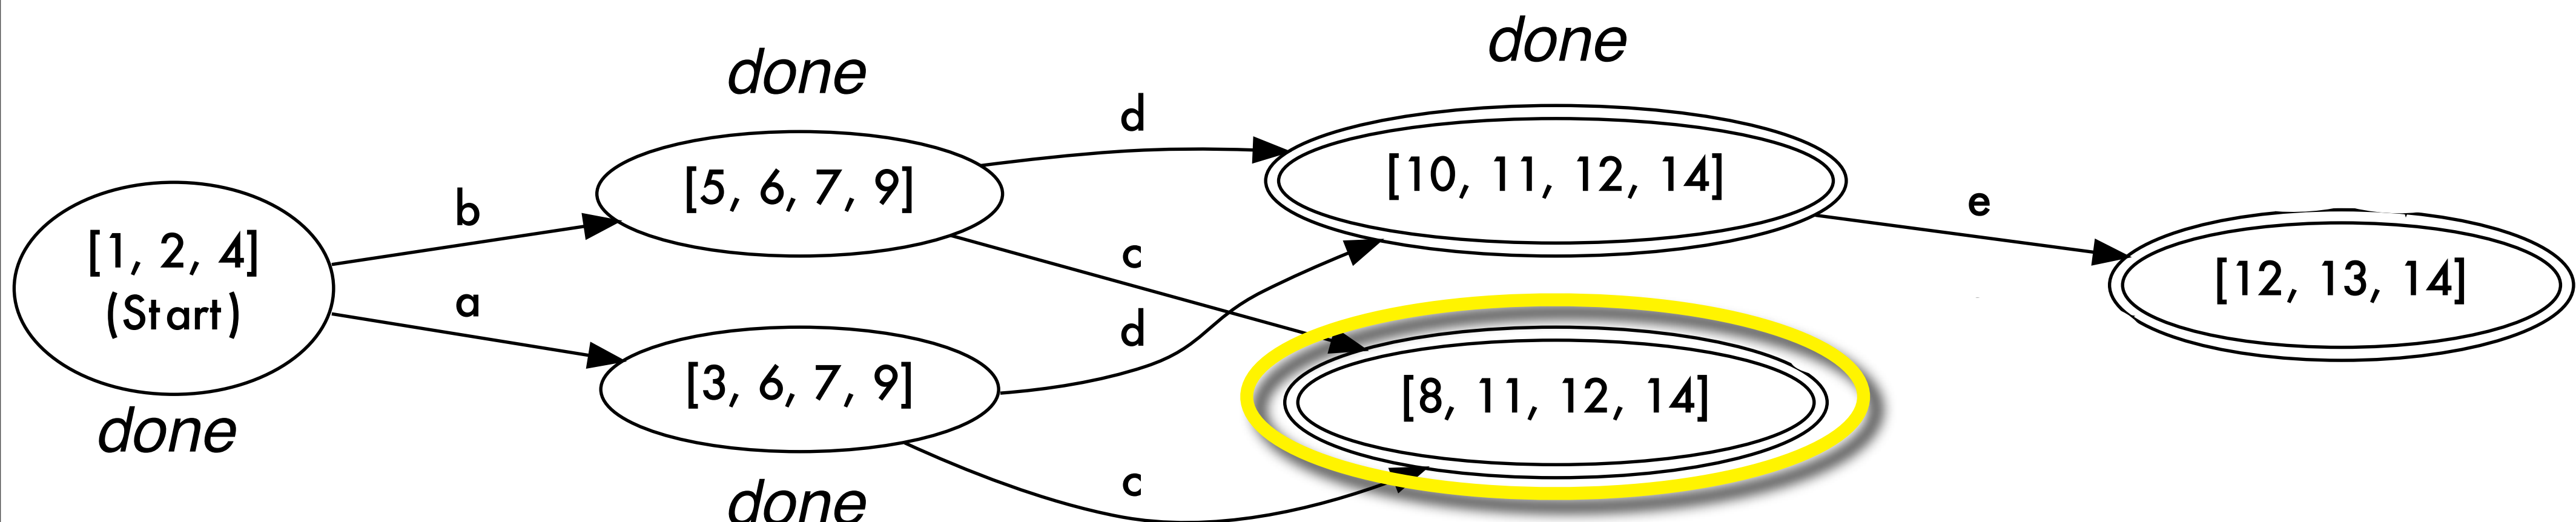 done
done
d
[10, 11, 12, 14]
[5, 6, 7, 9]
b
e
[1, 2, 4]
(Start)
c
[12, 13, 14]
a
d
[3, 6, 7, 9]
[8, 11, 12, 14]
done
c
done